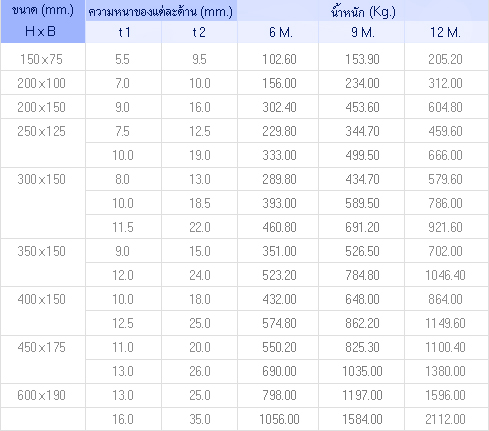 ขนาด (mm.) ความหนาของแต่ละด้าน (mm.) น้ำหนัก (Kg.)
H x B t 1 t 2 6 M. 9 M. 12 M.
150 x 75 5.5 9.5 102.60 153.90 205.20
200 x 100 7.0 10.0 156.00 234.00 312.00
200 x 150 9.0 16.0 302.40 453.60 604.80
250 x 125 7.5 12.5 229.80 344.70 459.60
10.0 19.0 333.00 499.50 666.00
300 x 150 8.0 13.0 289.80 434.70 579.60
10.0 18.5 393.00 589.50 786.00
11.5 22.0 460.80 691.20 921.60
350 x 150 9.0 15.0 351.00 526.50 702.00
12.0 24.0 523.20 784.80 1046.40
400 x 150 10.0 18.0 432.00 648.00 864.00
12.5 25.0 574.80 862.20 1149.60
450 x 175 11.0 20.0 550.20 825.30 1100.40
13.0 26.0 690.00 1035.00 1380.00
600 x 190 13.0 25.0 798.00 1197.00 1596.00
16.0 35.0 1056.00 1584.00 2112.00